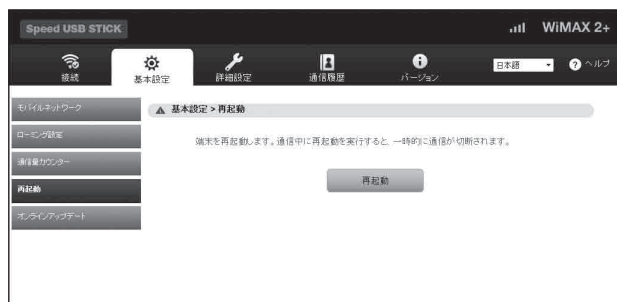 Speed USB STICK
WiMAX 2+
接続
基本設定
詳細設定
通信履歴
バージョン
日本語
? ヘルプ
モバイルネットワーク
基本設定 > 再起動
ローミング設定
端末を再起動します。通信中に再起動を実行すると、一時的に通信が切断されます。
通信量カウンター
再起動
再起動
オンラインアップデート